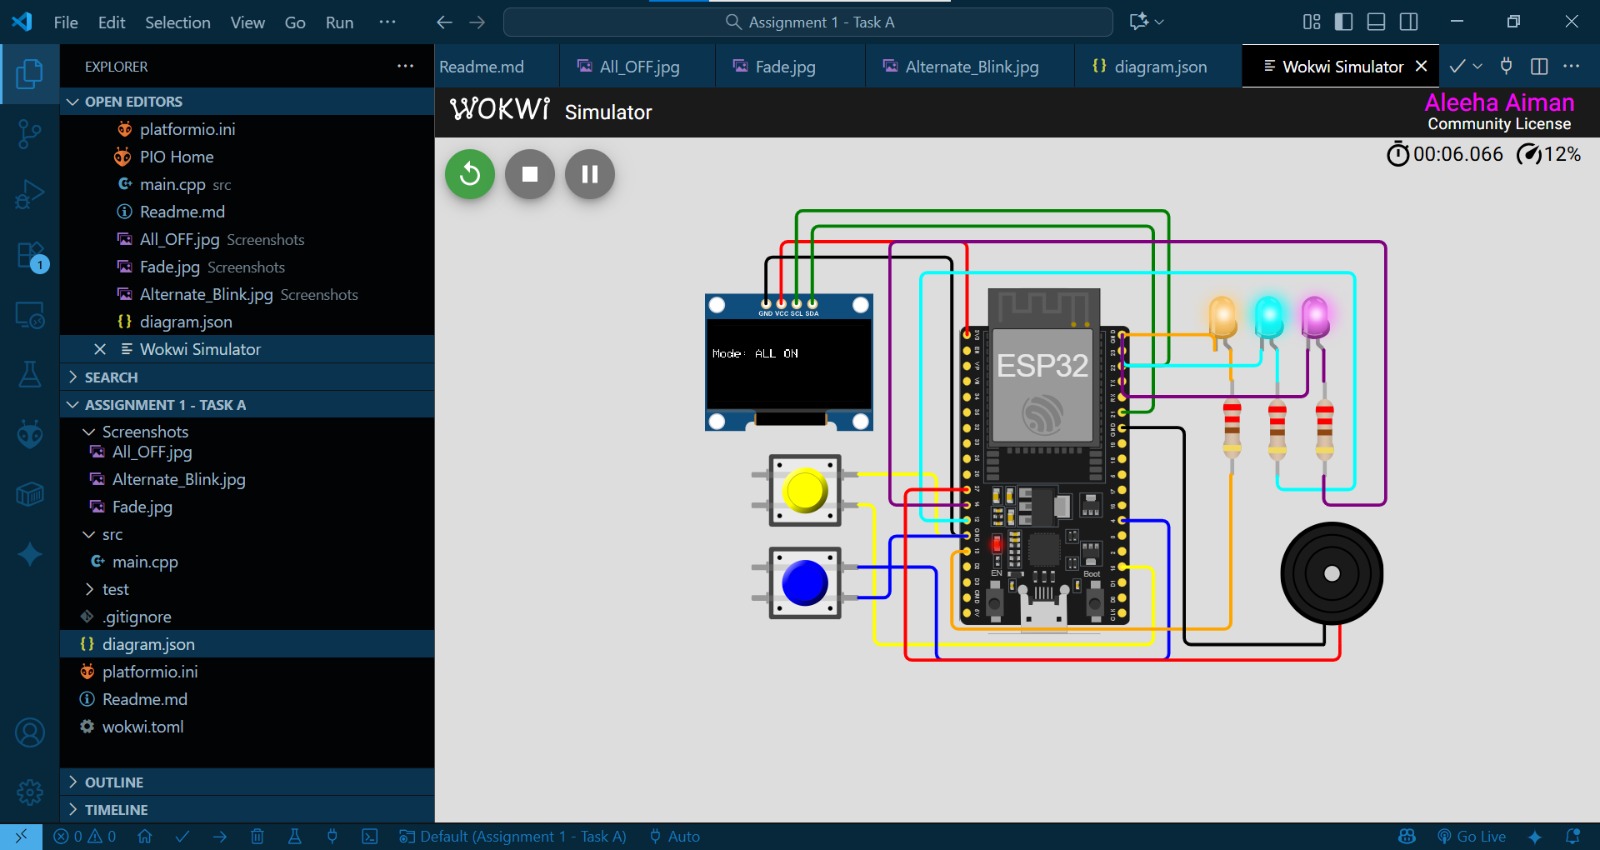 File Edit Selection View Go Run ···
Assignment 1 - Task A
EXPLORER
OPEN EDITORS
platformio.ini
PIO Home
main.cpp src
Readme.md
All_OFF.jpg Screenshots
Fade.jpg Screenshots
Alternate_Blink.jpg Screenshots
diagram.json
Wokwi Simulator
SEARCH
ASSIGNMENT 1 - TASK A
Screenshots
All_OFF.jpg
Alternate_Blink.jpg
Fade.jpg
src
main.cpp
test
.gitignore
diagram.json
platformio.ini
Readme.md
wokwi.toml
OUTLINE
TIMELINE
1
Readme.md All_OFF.jpg Fade.jpg Alternate_Blink.jpg diagram.json Wokwi Simulator
WOKWi Simulator
Aleeha Aiman
Community License
00:06.066 12%
GND VCC SCL SDA
Mode: ALL ON
ESP32
EN Boot
0 0 Default (Assignment 1 - Task A) Auto Go Live